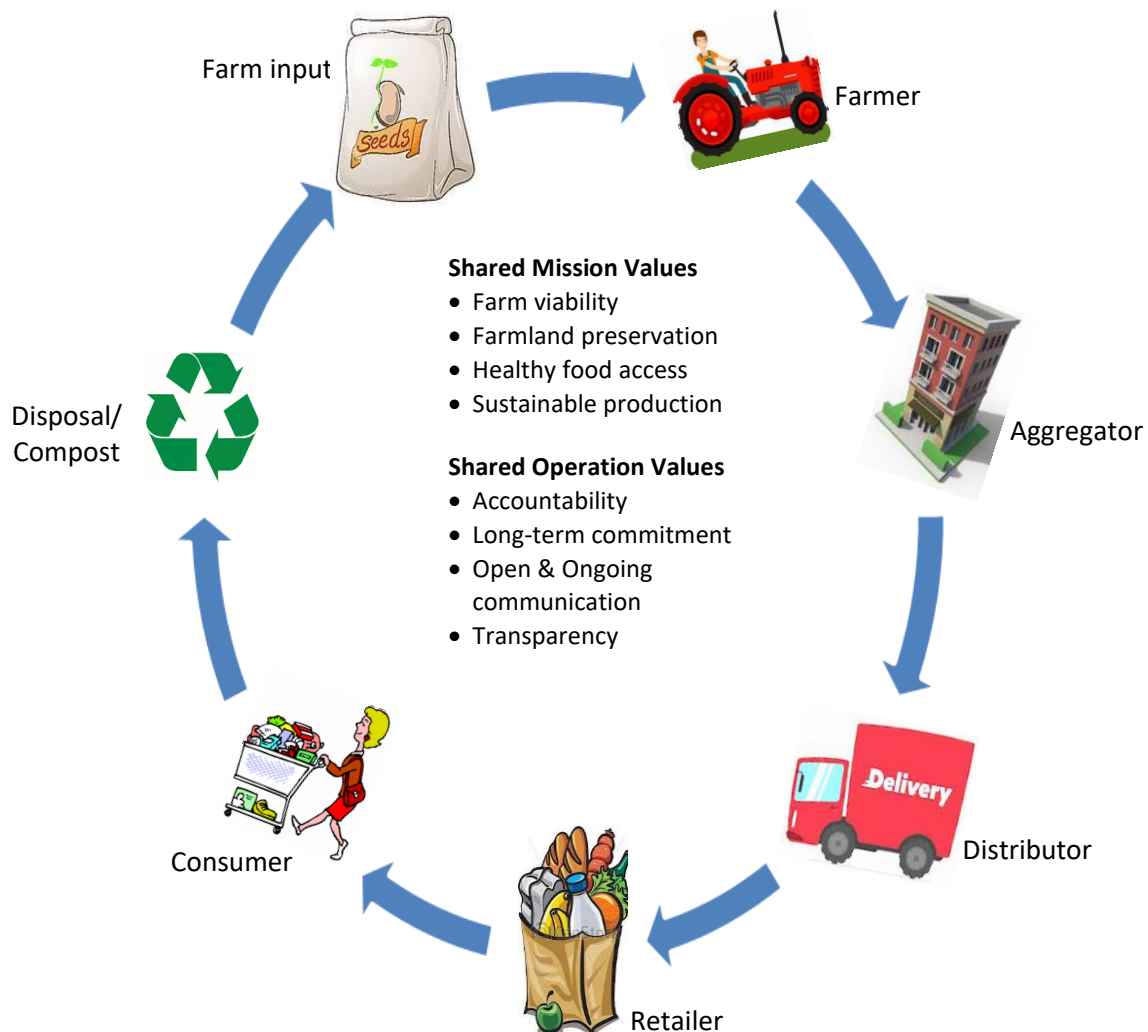 Farm input
Seeds
Farmer
Shared Mission Values
• Farm viability
• Farmland preservation
• Healthy food access
• Sustainable production
Disposal/
Compost
Aggregator
Shared Operation Values
• Accountability
• Long-term commitment
• Open & Ongoing
communication
• Transparency
Delivery
Consumer
Distributor
Retailer